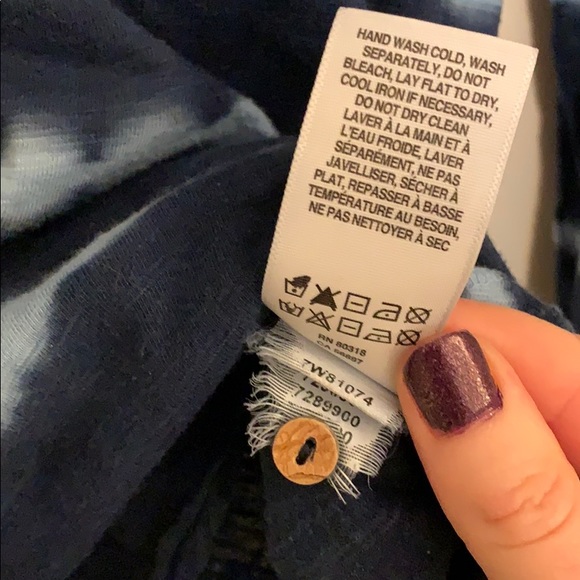 HAND WASH COLD, WASH
SEPARATELY, DO NOT
BLEACH, LAY FLAT TO DRY,
COOL IRON IF NECESSARY,
DO NOT DRY CLEAN
LAVER À LA MAIN ET À
L'EAU FROIDE, LAVER
SÉPARÉMENT, NE PAS
JAVELLISER, SÉCHER À
PLAT, REPASSER À BASSE
TEMPÉRATURE AU BESOIN,
NE PAS NETTOYER À SEC
RN 80318
CA
7W81074
7289900